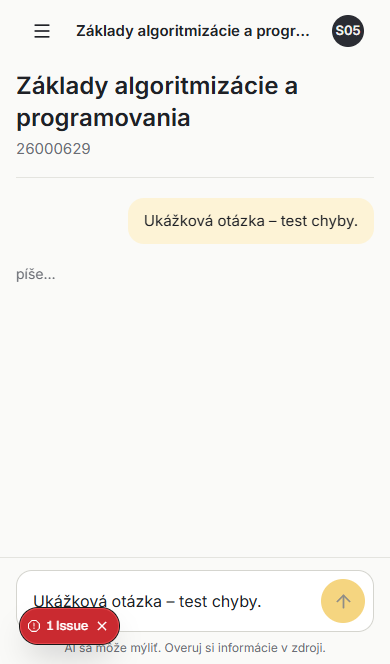 Základy algoritmizácie a progr...
S05
Základy algoritmizácie a
programovania
26000629
Ukážková otázka – test chyby.
píše...
Ukážková otázka – test chyby.
1 Issue
AI sa môže mýliť. Overuj si informácie v zdroji.